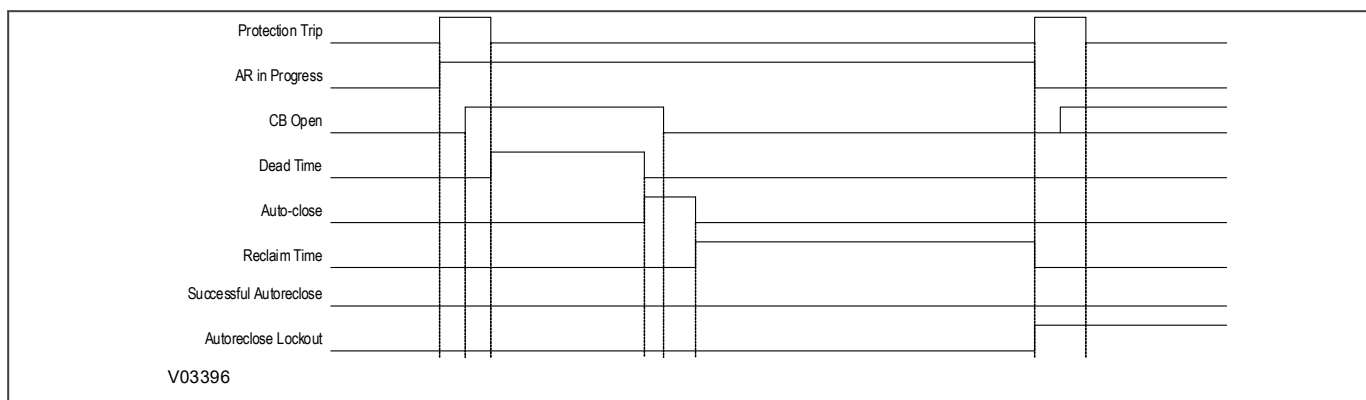 Protection Trip
AR in Progress
CB Open
Dead Time
Auto-close
Reclaim Time
Successful Autoreclose
Autoreclose Lockout
V03396